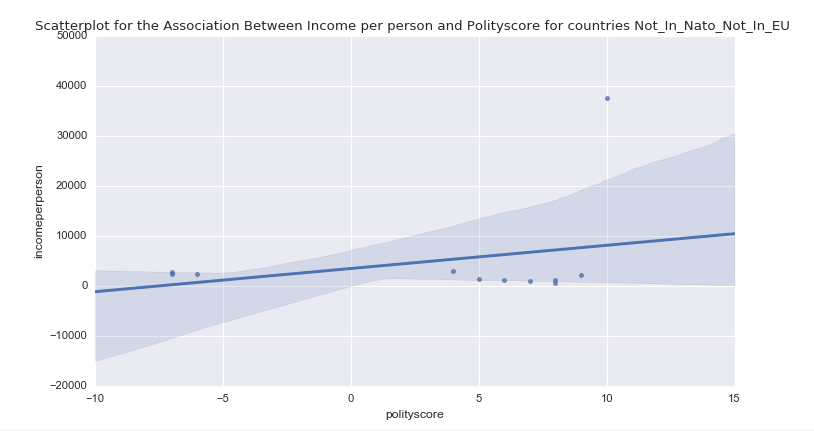 Scatterplot for the Association Between Income per person and Polityscore for countries Not_In_Nato_Not_In_EU
50000
40000
30000
20000
10000
0
−10000
−20000
incomeperperson
−10 −5 0 5 10 15
polityscore